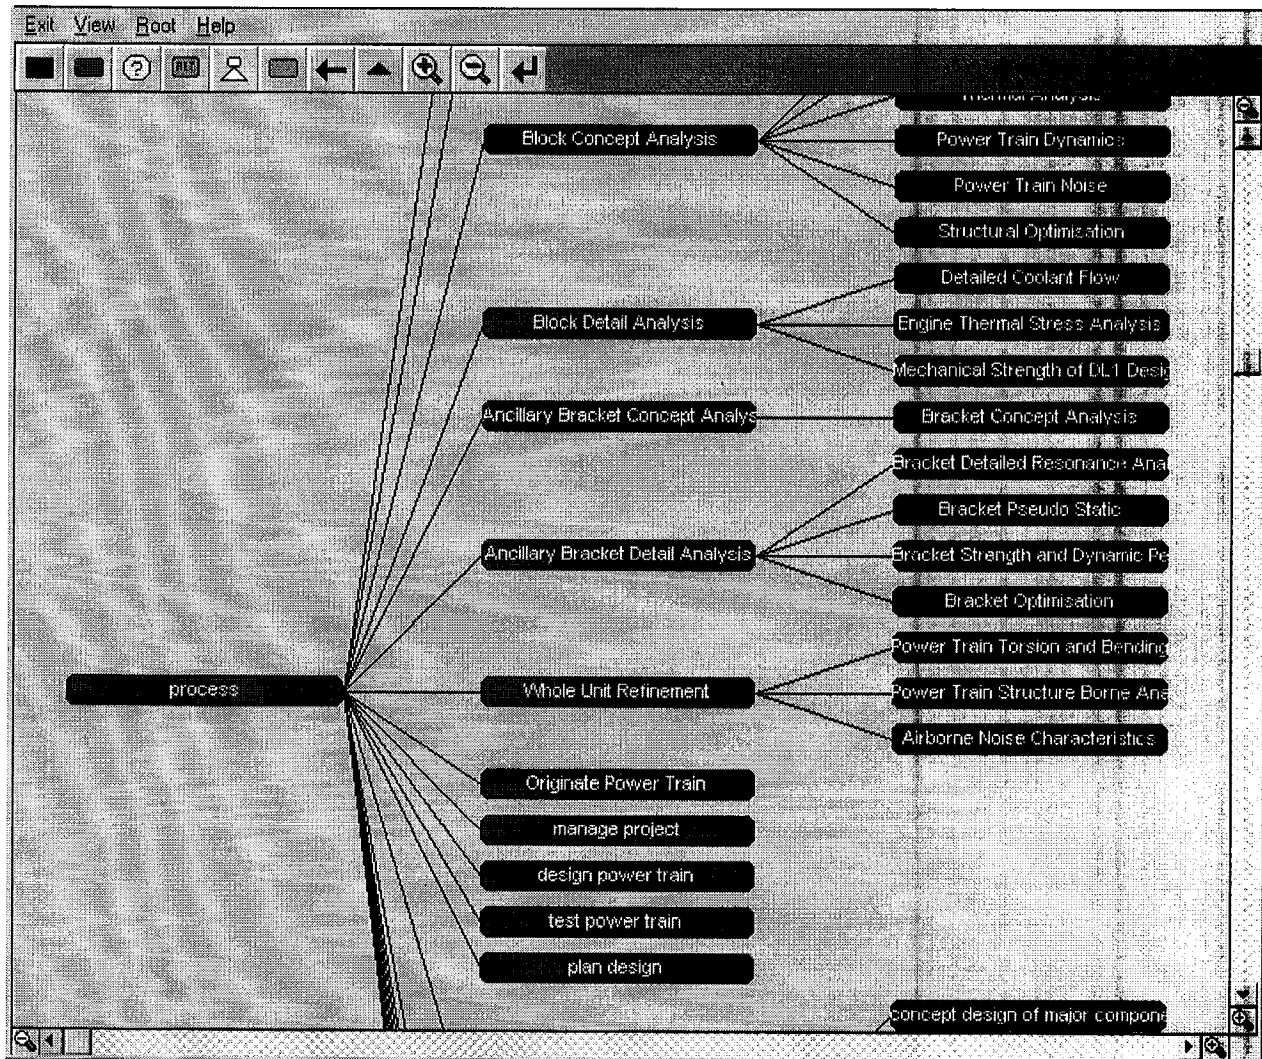 Exit View Root Help
Thermal Analysis
Block Concept Analysis
Power Train Dynamics
Power Train Noise
Structural Optimisation
Detailed Coolant Flow
Block Detail Analysis
Engine Thermal Stress Analysis
Mechanical Strength of DL1 Desig
Ancillary Bracket Concept Analys
Bracket Concept Analysis
Bracket Detailed Resonance Ana
Bracket Pseudo Static
Ancillary Bracket Detail Analysis
Bracket Strength and Dynamic Pe
Bracket Optimisation
Power Train Torsion and Bending
process
Whole Unit Refinement
Power Train Structure Borne Ana
Airborne Noise Characteristics
Originate Power Train
manage project
design power train
test power train
plan design
concept design of major compone